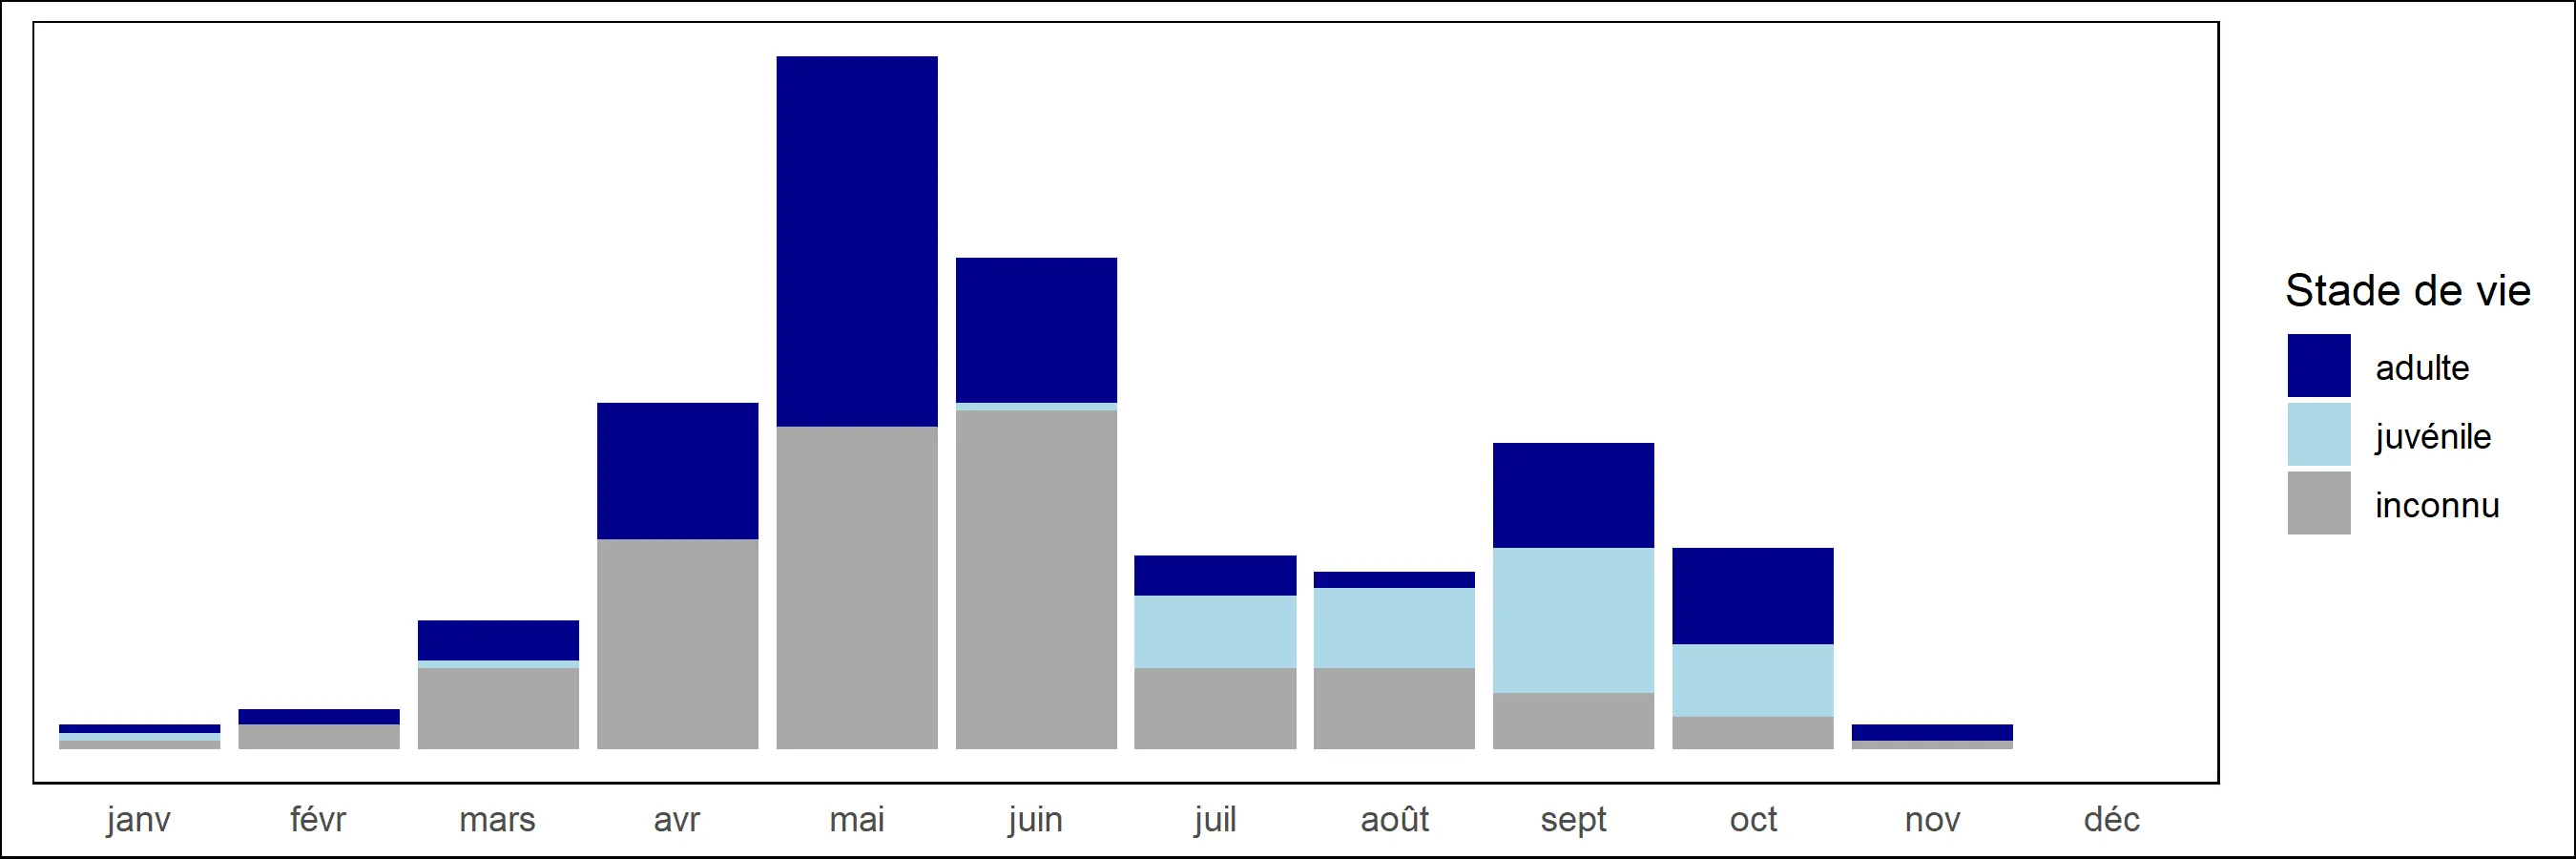 Stade de vie
adulte
juvénile
inconnu
janv févr mars avr mai juin juil août sept oct nov déc